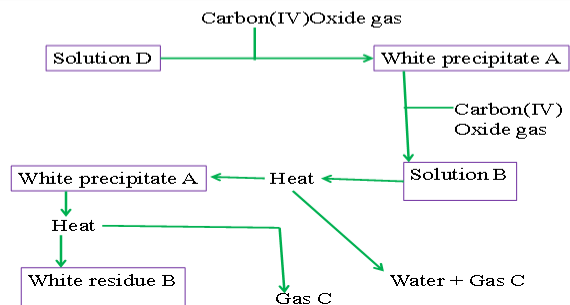 Carbon(IV)Oxide gas
Solution D
White precipitate A
Carbon(IV)
Oxide gas
White precipitate A
Heat
Solution B
Heat
White residue B
Gas C
Water + Gas C